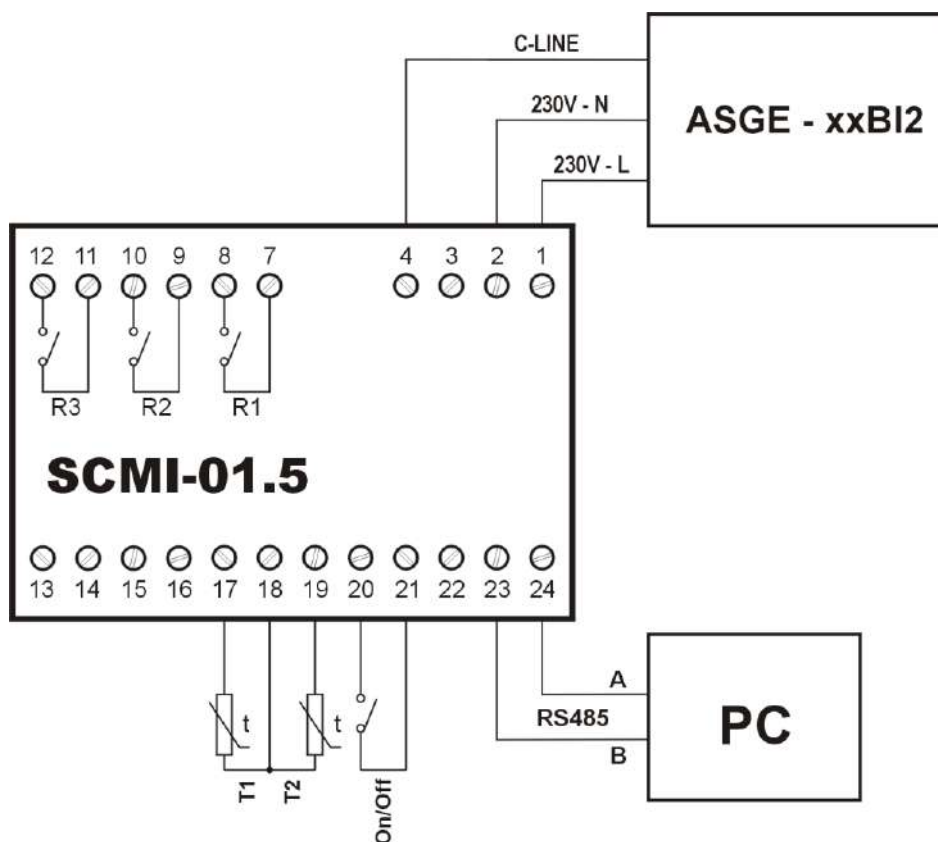 C-LINE
230V - N
230V - L
ASGE - xxBI2
12 11 10 9 8 7 4 3 2 1
R3 R2 R1
SCMI-01.5
13 14 15 16 17 18 19 20 21 22 23 24
t t
T1 T2 On/Off
A
RS485
B
PC